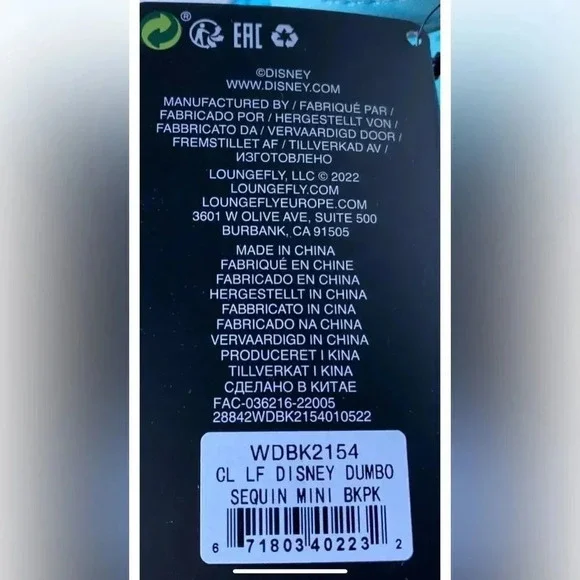 ® EAC
©DISNEY
WWW.DISNEY.COM
MANUFACTURED BY / FABRIQUÉ PAR /
FABRICADO POR / HERGESTELLT VON /
FABBRICATO DA / VERVAARDIGD DOOR /
FREMSTILLET AF / TILLVERKAD AV /
ИЗГОТОВЛЕНО
LOUNGEFLY, LLC © 2022
LOUNGEFLY.COM
LOUNGEFLYEUROPE.COM
3601 W OLIVE AVE, SUITE 500
BURBANK, CA 91505
MADE IN CHINA
FABRIQUÉ EN CHINE
FABRICADO EN CHINA
HERGESTELLT IN CHINA
FABBRICATO IN CINA
FABRICADO NA CHINA
VERVAARDIGD IN CHINA
PRODUCERET I KINA
TILLVERKAT I KINA
СДЕЛАНО В КИТАЕ
FAC-036216-22005
28842WDBK2154010522
WDBK2154
CL LF DISNEY DUMBO
SEQUIN MINI BKPK
6 71803 40223 2